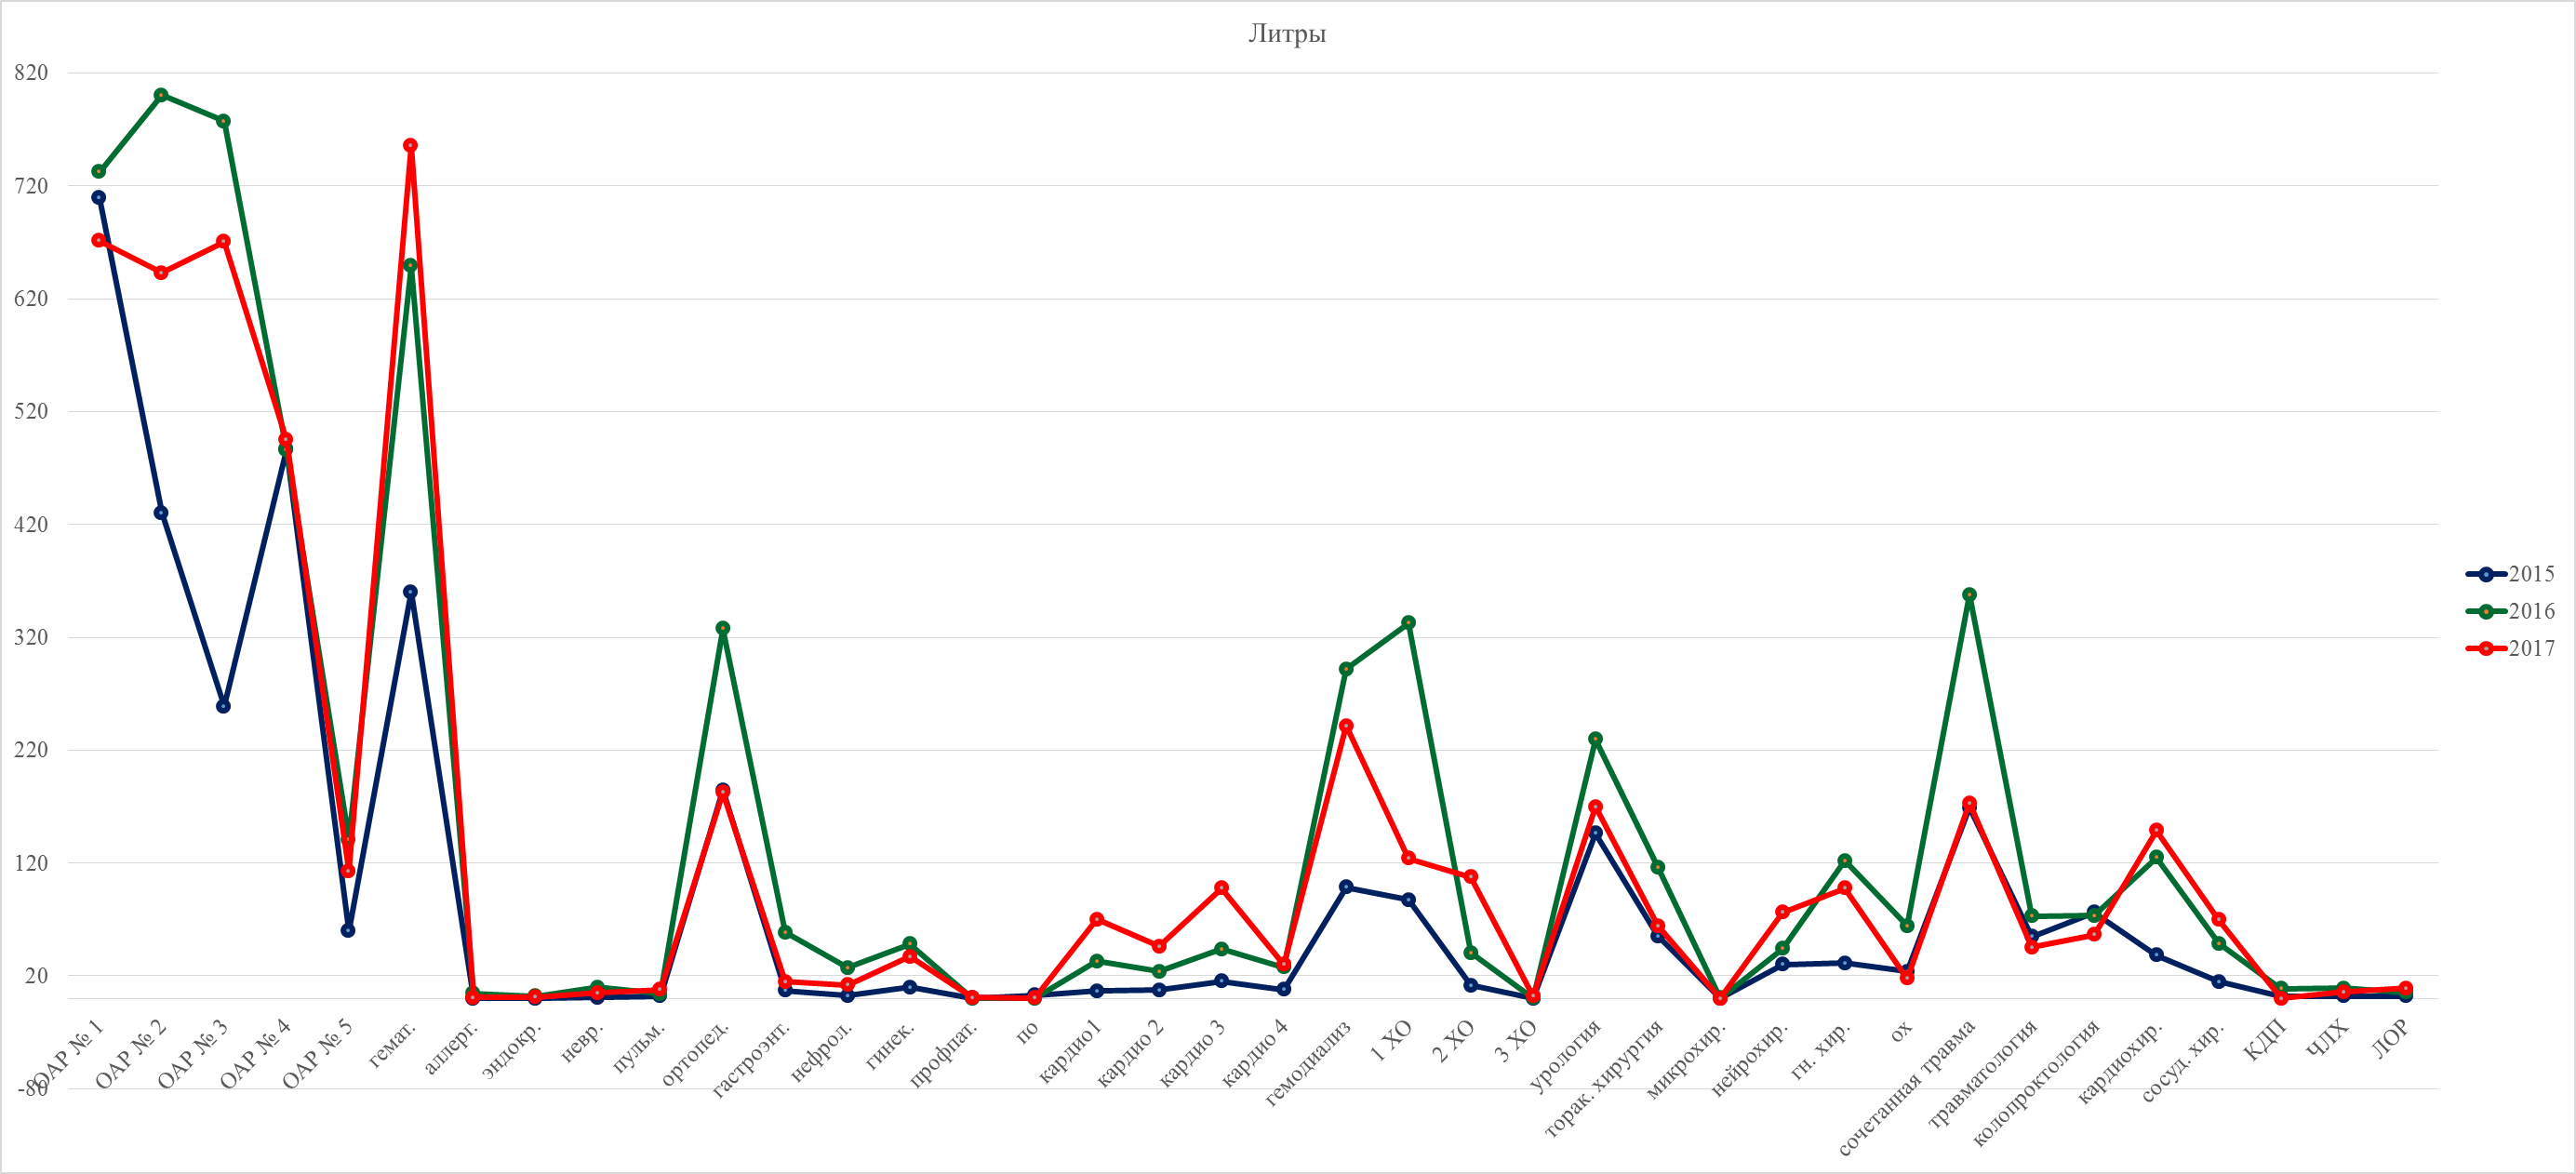 Литры
820
720
620
520
420
320
220
120
20
-80
ОАР № 1
ОАР № 2
ОАР № 3
ОАР № 4
ОАР № 5
гемат.
аллерг.
эндокр.
невр.
пульм.
ортопед.
гастроэнт.
нефрол.
гинек.
профпат.
по
кардио1
кардио 2
кардио 3
кардио 4
гемодиализ
1 ХО
2 ХО
3 ХО
урология
торак. хирургия
микрохир.
нейрохир.
гн. хир.
ох
сочетанная травма
травматология
колопроктология
кардиохир.
сосуд. хир.
КДП
ЧЛХ
ЛОР
2015
2016
2017